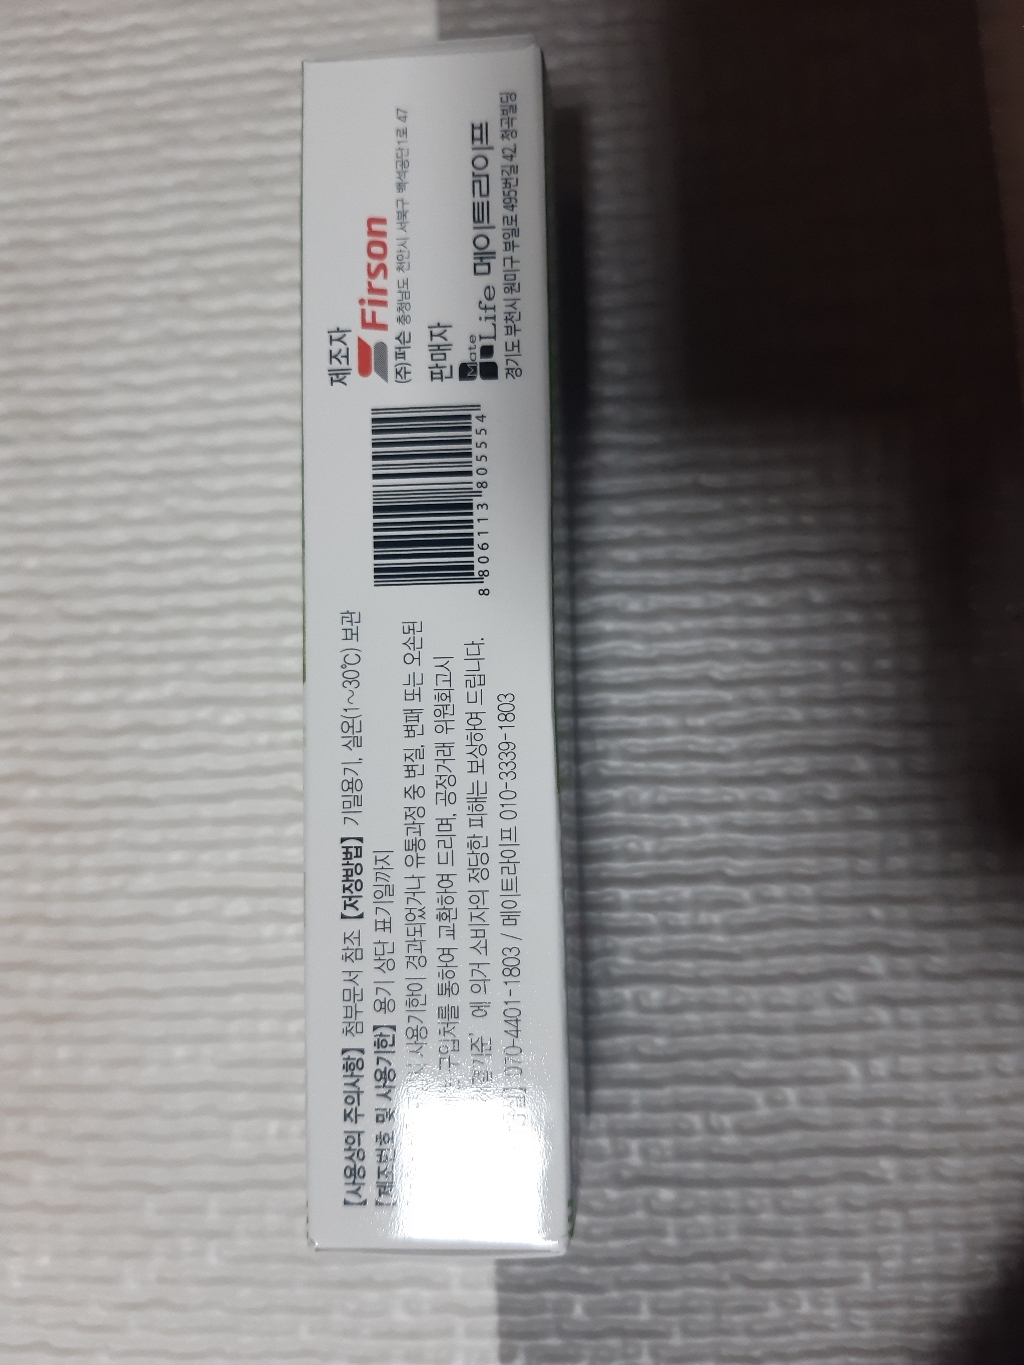 【사용상의 주의사항】 첨부문서 참조 【저장방법】 기밀용기, 실온(1~30℃) 보관
【제조번호 및 사용기한】 용기 상단 표기일까지
사용기한이 경과되었거나 유통과정 중 변질, 변패 또는 오손된
구입처를 통하여 교환하여 드리며, 공정거래 위원회고시
에 의거 소비자의 정당한 피해는 보상하여 드립니다.
070-4401-1803 / 메이트라이프 010-3339-1803
8 806113 805554
제조자
Firson
(주)퍼슨 충청남도 천안시 서북구 백석공단1로 47
판매자
Mate Life 메이트라이프
경기도 부천시 원미구 부일로 495번길 42, 청곡빌딩